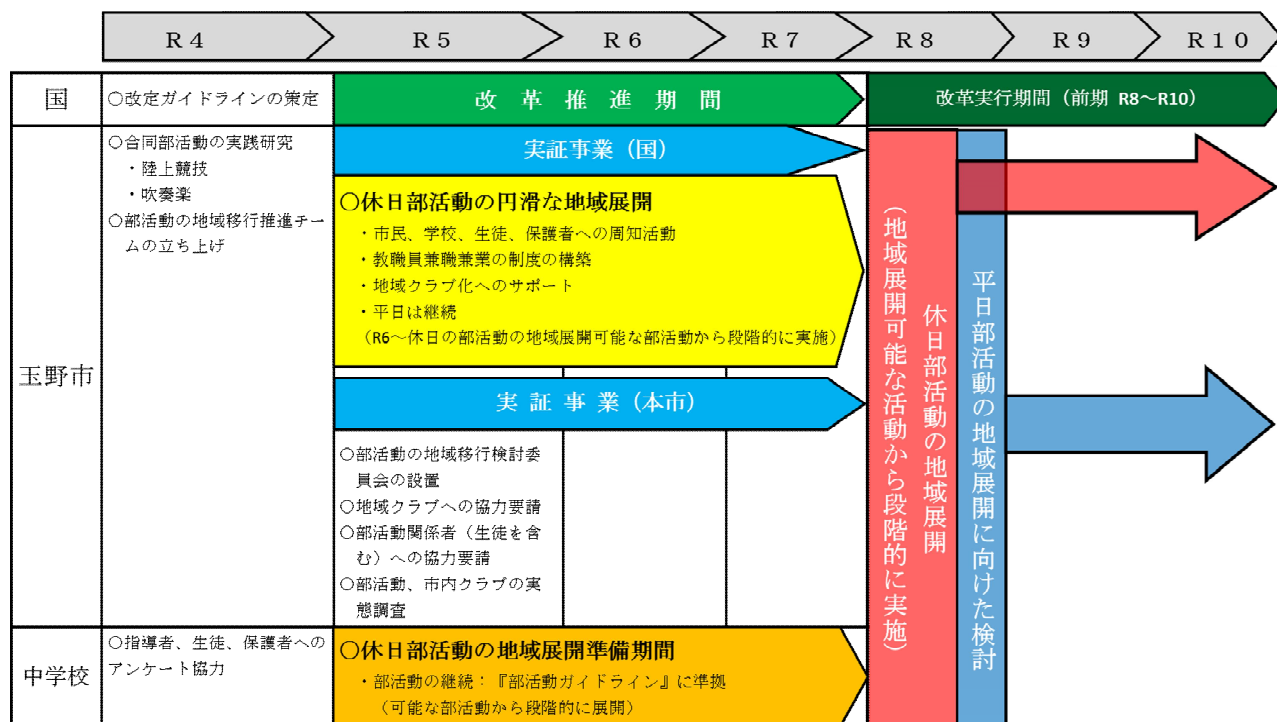 R4
R5
R6
R7
R8
R9
R10
国
○改定ガイドラインの策定
改革推進期間
改革実行期間(前期 R8~R10)
玉野市
○合同部活動の実践研究
・陸上競技
・吹奏楽
○部活動の地域移行推進チー
ムの立ち上げ
実証事業(国)
○休日部活動の円滑な地域展開
・市民、学校、生徒、保護者への周知活動
・教職員兼職兼業の制度の構築
・地域クラブ化へのサポート
・平日は継続
(R6~休日の部活動の地域展開可能な部活動から段階的に実施)
実証事業(本市)
○部活動の地域移行検討委
員会の設置
○地域クラブへの協力要請
○部活動関係者(生徒を含
む)への協力要請
○部活動、市内クラブの実
態調査
休日部活動の地域展開
(地域展開可能な活動から段階的に実施)
平日部活動の地域展開に向けた検討
中学校
○指導者、生徒、保護者への
アンケート協力
○休日部活動の地域展開準備期間
・部活動の継続:『部活動ガイドライン』に準拠
(可能な部活動から段階的に展開)